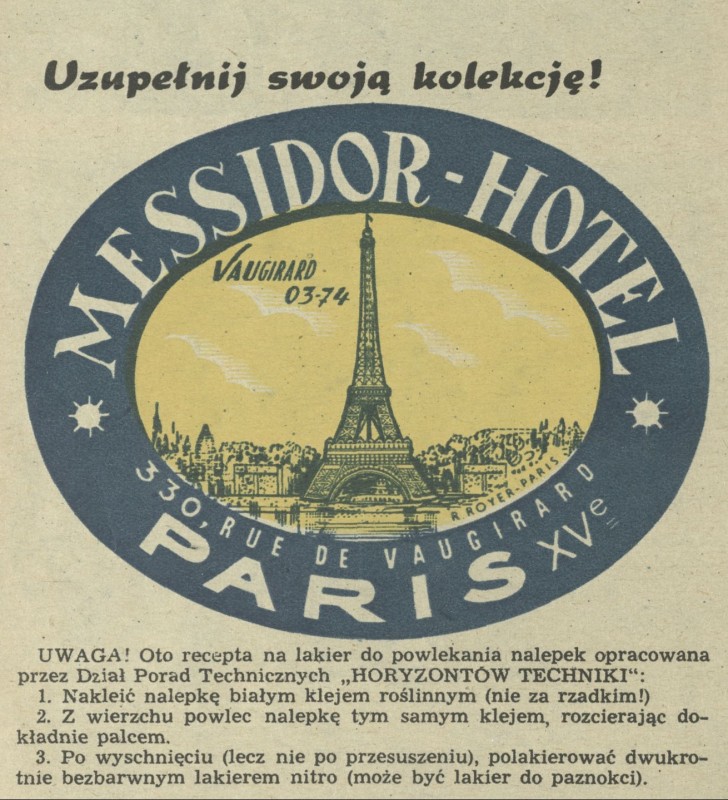 Uzupełnij swoją kolekcję!
MESSIDOR-HOTEL
VAUGIRARD
03-74
R. ROYER-PARIS
330, RUE DE VAUGIRARD
PARIS XVe
UWAGA! Oto recepta na lakier do powlekania nalepek opracowana
przez Dział Porad Technicznych „HORYZONTÓW TECHNIKI":
1. Nakleić nalepkę białym klejem roślinnym (nie za rzadkim!)
2. Z wierzchu powlec nalepkę tym samym klejem, rozcierając do-
kładnie palcem.
3. Po wyschnięciu (lecz nie po przesuszeniu), polakierować dwukro-
tnie bezbarwnym lakierem nitro (może być lakier do paznokci).